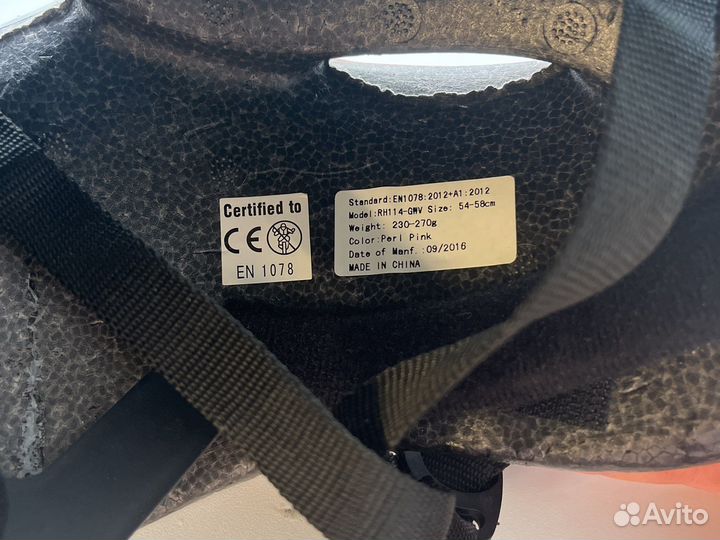 Certified to
CE
EN 1078
Standard:EN1078:2012+A1:2012
Model:RH114-GWV Size: 54-58cm
Weight: 230-270g
Color:Perl Pink
Date of Manf.:09/2016
MADE IN CHINA
Avito